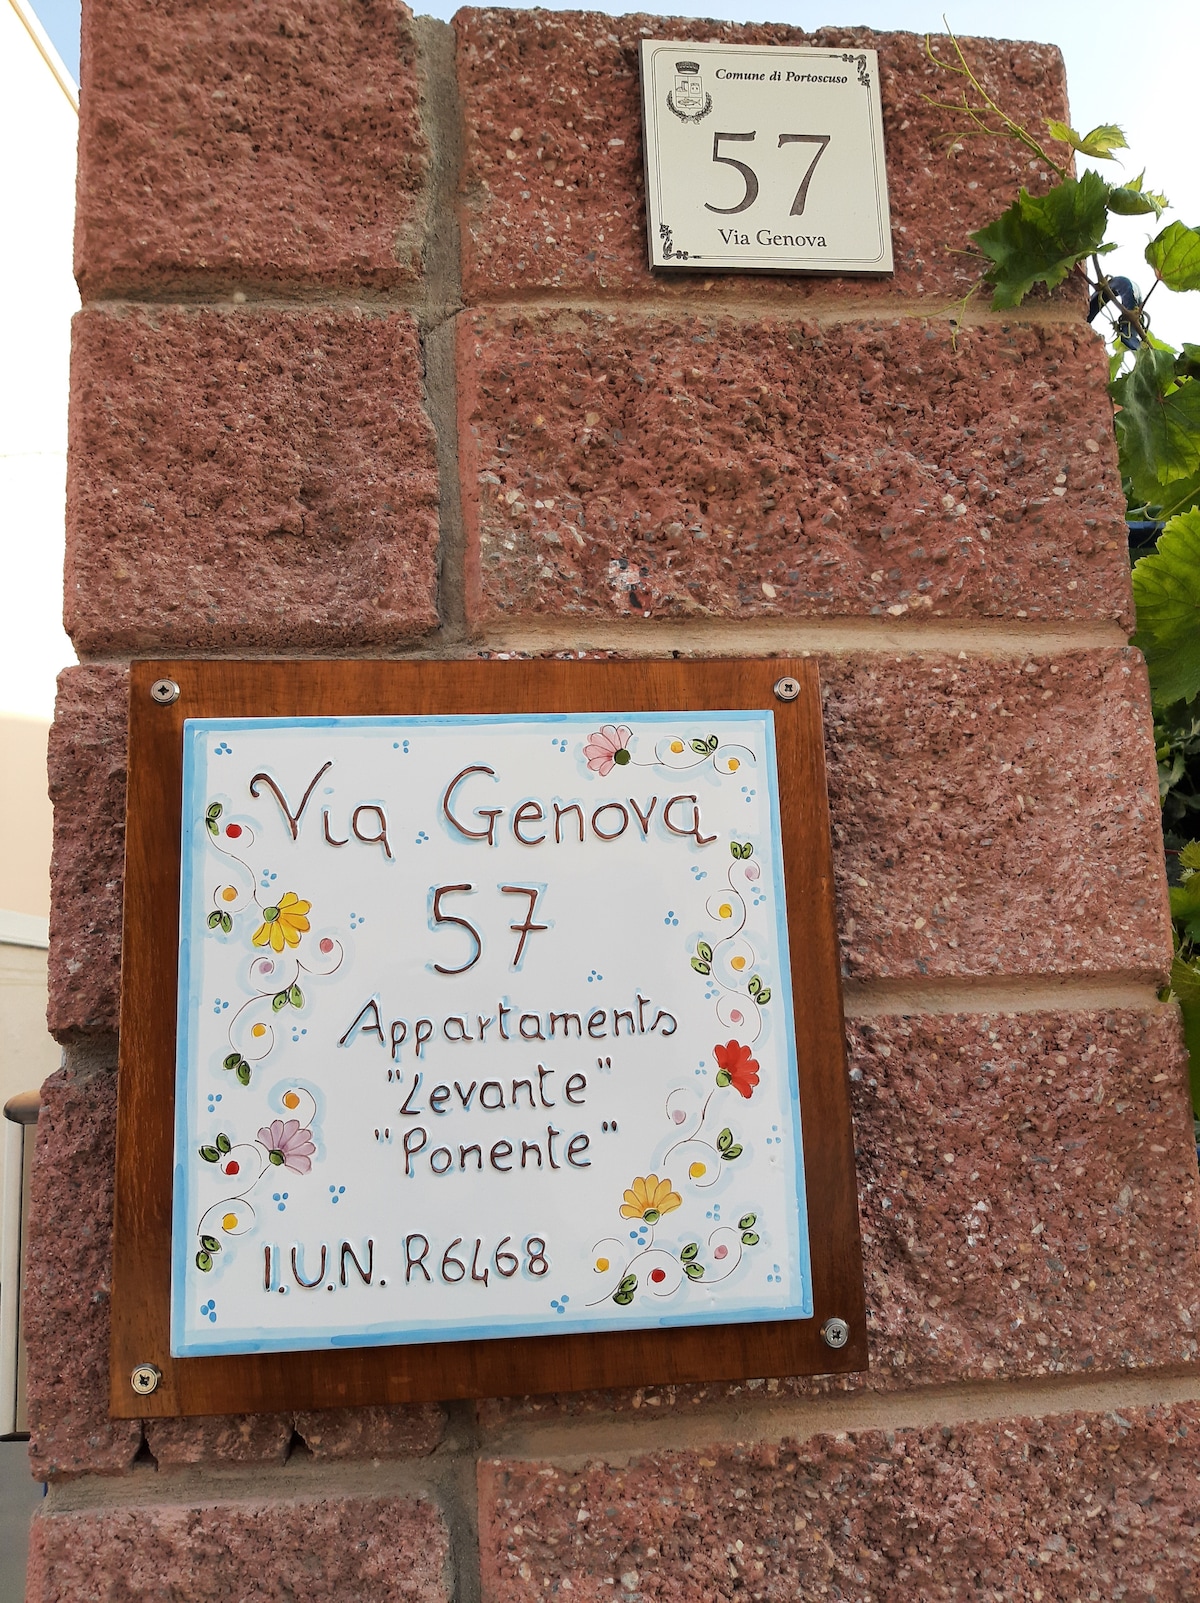 Comune di Portoscuso
57
Via Genova
Via Genova
57
Appartaments
"Levante"
"Ponente"
I.U.N. R6468